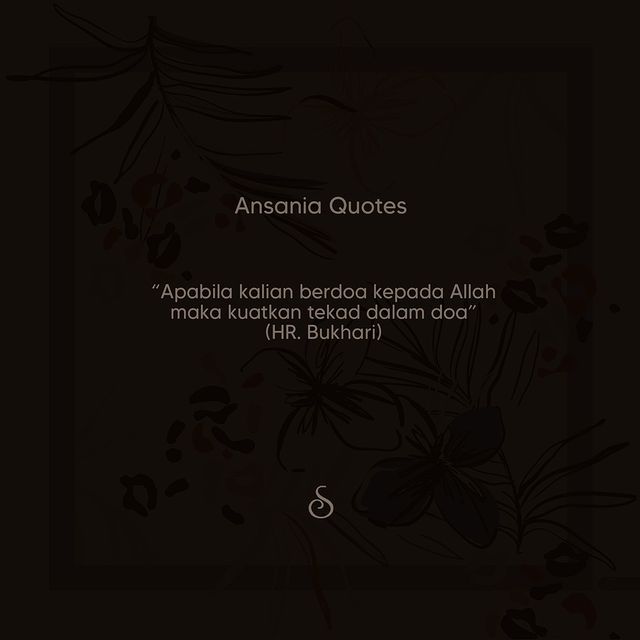 Ansania Quotes
“Apabila kalian berdoa kepada Allah
maka kuatkan tekad dalam doa”
(HR. Bukhari)